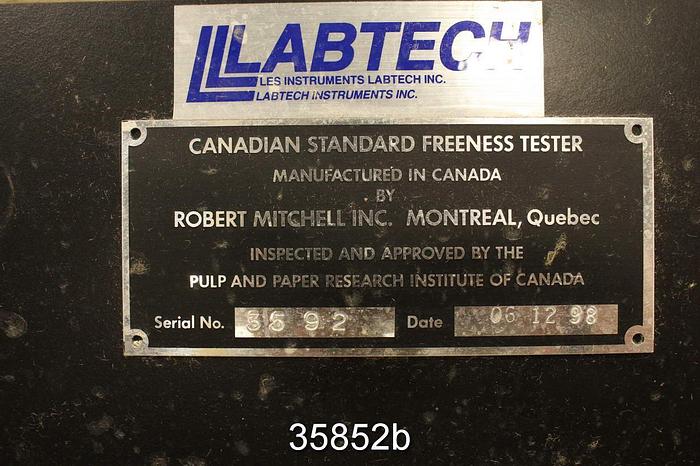 LABTECH
LES INSTRUMENTS LABTECH INC.
LABTECH INSTRUMENTS INC.
CANADIAN STANDARD FREENESS TESTER
MANUFACTURED IN CANADA
BY
ROBERT MITCHELL INC. MONTREAL, Quebec
INSPECTED AND APPROVED BY THE
PULP AND PAPER RESEARCH INSTITUTE OF CANADA
Serial No. 3592 Date 06 12 98
35852b